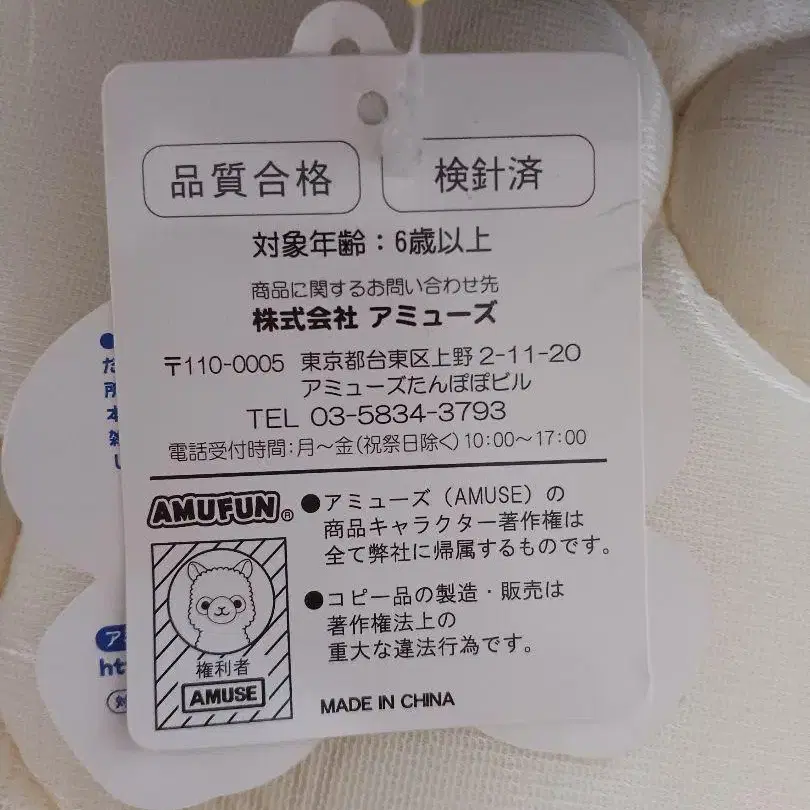 品質合格
検針済
対象年齢：6歳以上
商品に関するお問い合わせ先
株式会社 アミューズ
〒110-0005 東京都台東区上野2-11-20
アミューズたんぽぽビル
TEL 03-5834-3793
電話受付時間：月～金(祝祭日除く)10:00～17:00
AMUFUN®
●アミューズ（AMUSE）の
商品キャラクター著作権は
全て弊社に帰属するものです。
●コピー品の製造・販売は
著作権法上の
重大な違法行為です。
権利者
AMUSE
MADE IN CHINA